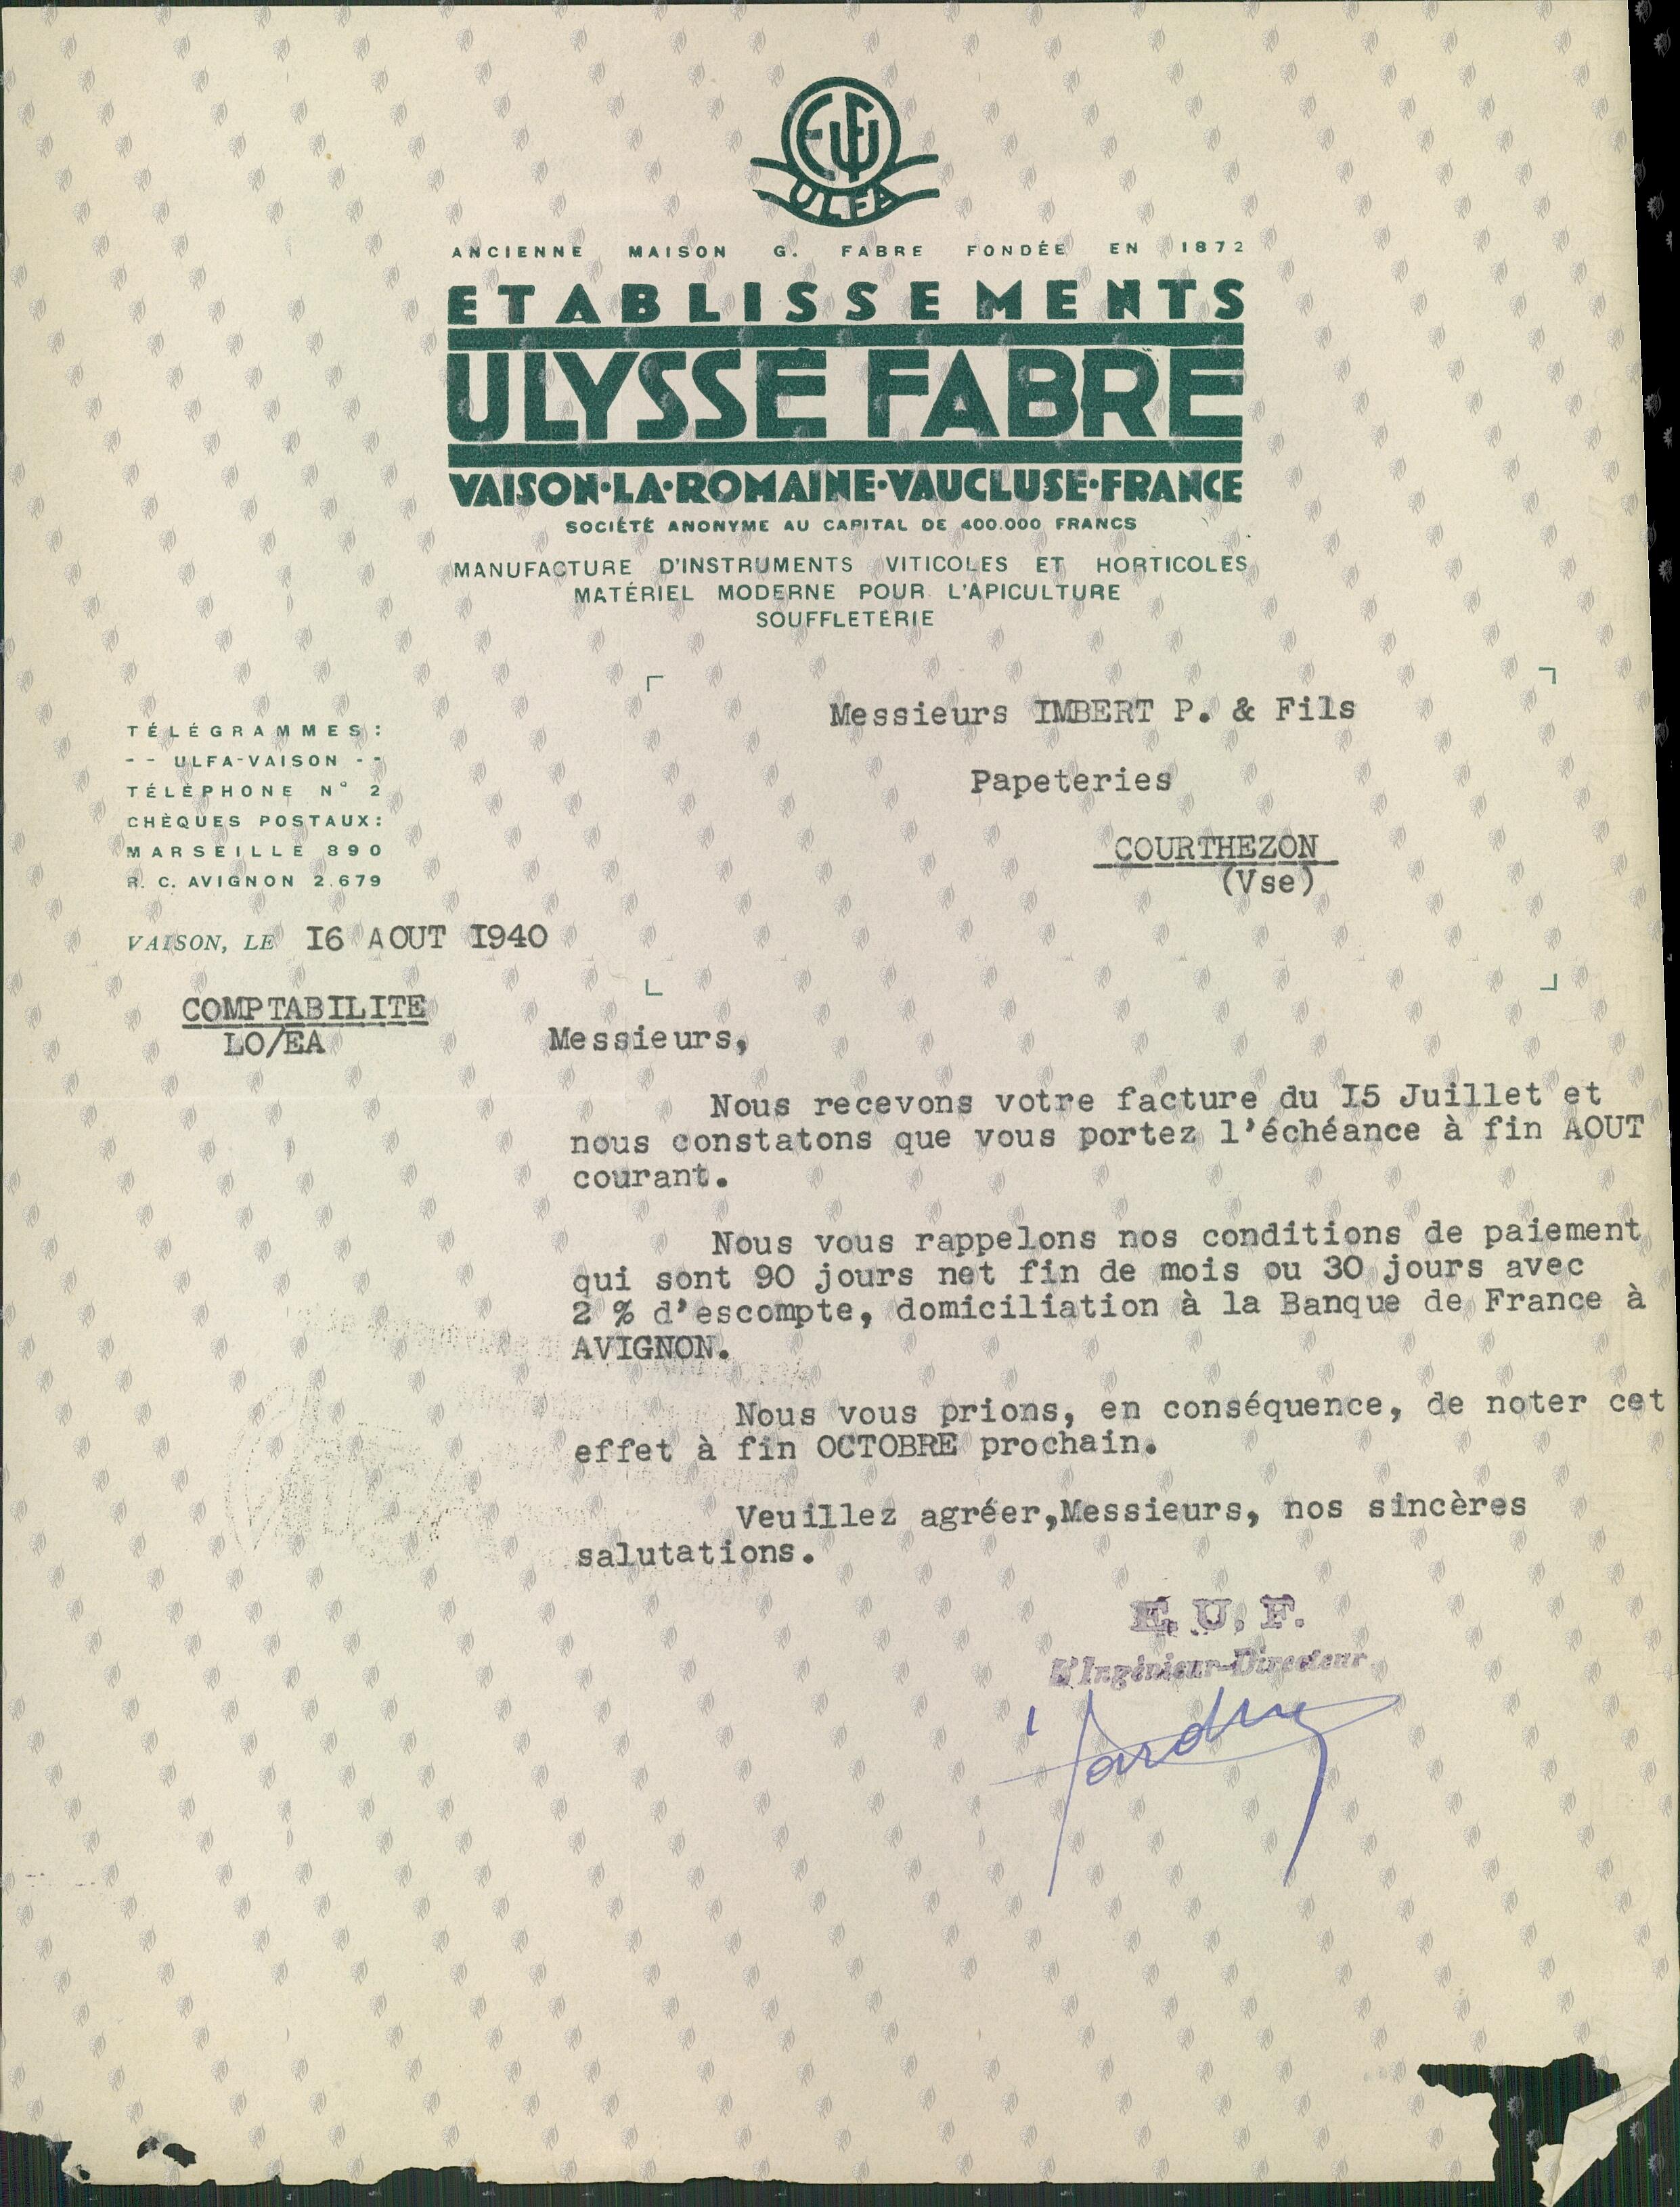 EUF
ULFA
ANCIENNE MAISON G. FABRE FONDÉE EN 1872
ETABLISSEMENTS
ULYSSE FABRE
VAISON·LA·ROMAINE·VAUCLUSE·FRANCE
SOCIÉTÉ ANONYME AU CAPITAL DE 400.000 FRANCS
MANUFACTURE D'INSTRUMENTS VITICOLES ET HORTICOLES
MATÉRIEL MODERNE POUR L'APICULTURE
SOUFFLETERIE
Messieurs IMBERT P. & Fils
Papeteries
COURTHEZON
(Vse)
TÉLÉGRAMMES:
-- ULFA-VAISON --
TÉLÉPHONE N° 2
CHÈQUES POSTAUX:
MARSEILLE 890
R. C. AVIGNON 2.679
VAISON, LE I6 AOUT I940
COMPTABILITE
LO/EA
Messieurs,
Nous recevons votre facture du I5 Juillet et
nous constatons que vous portez l'échéance à fin AOUT
courant.
Nous vous rappelons nos conditions de paiement
qui sont 90 jours net fin de mois ou 30 jours avec
2 % d'escompte, domiciliation à la Banque de France à
AVIGNON.
Nous vous prions, en conséquence, de noter cet
effet à fin OCTOBRE prochain.
Veuillez agréer,Messieurs, nos sincères
salutations.
E. U. F.
L'Ingénieur-Directeur